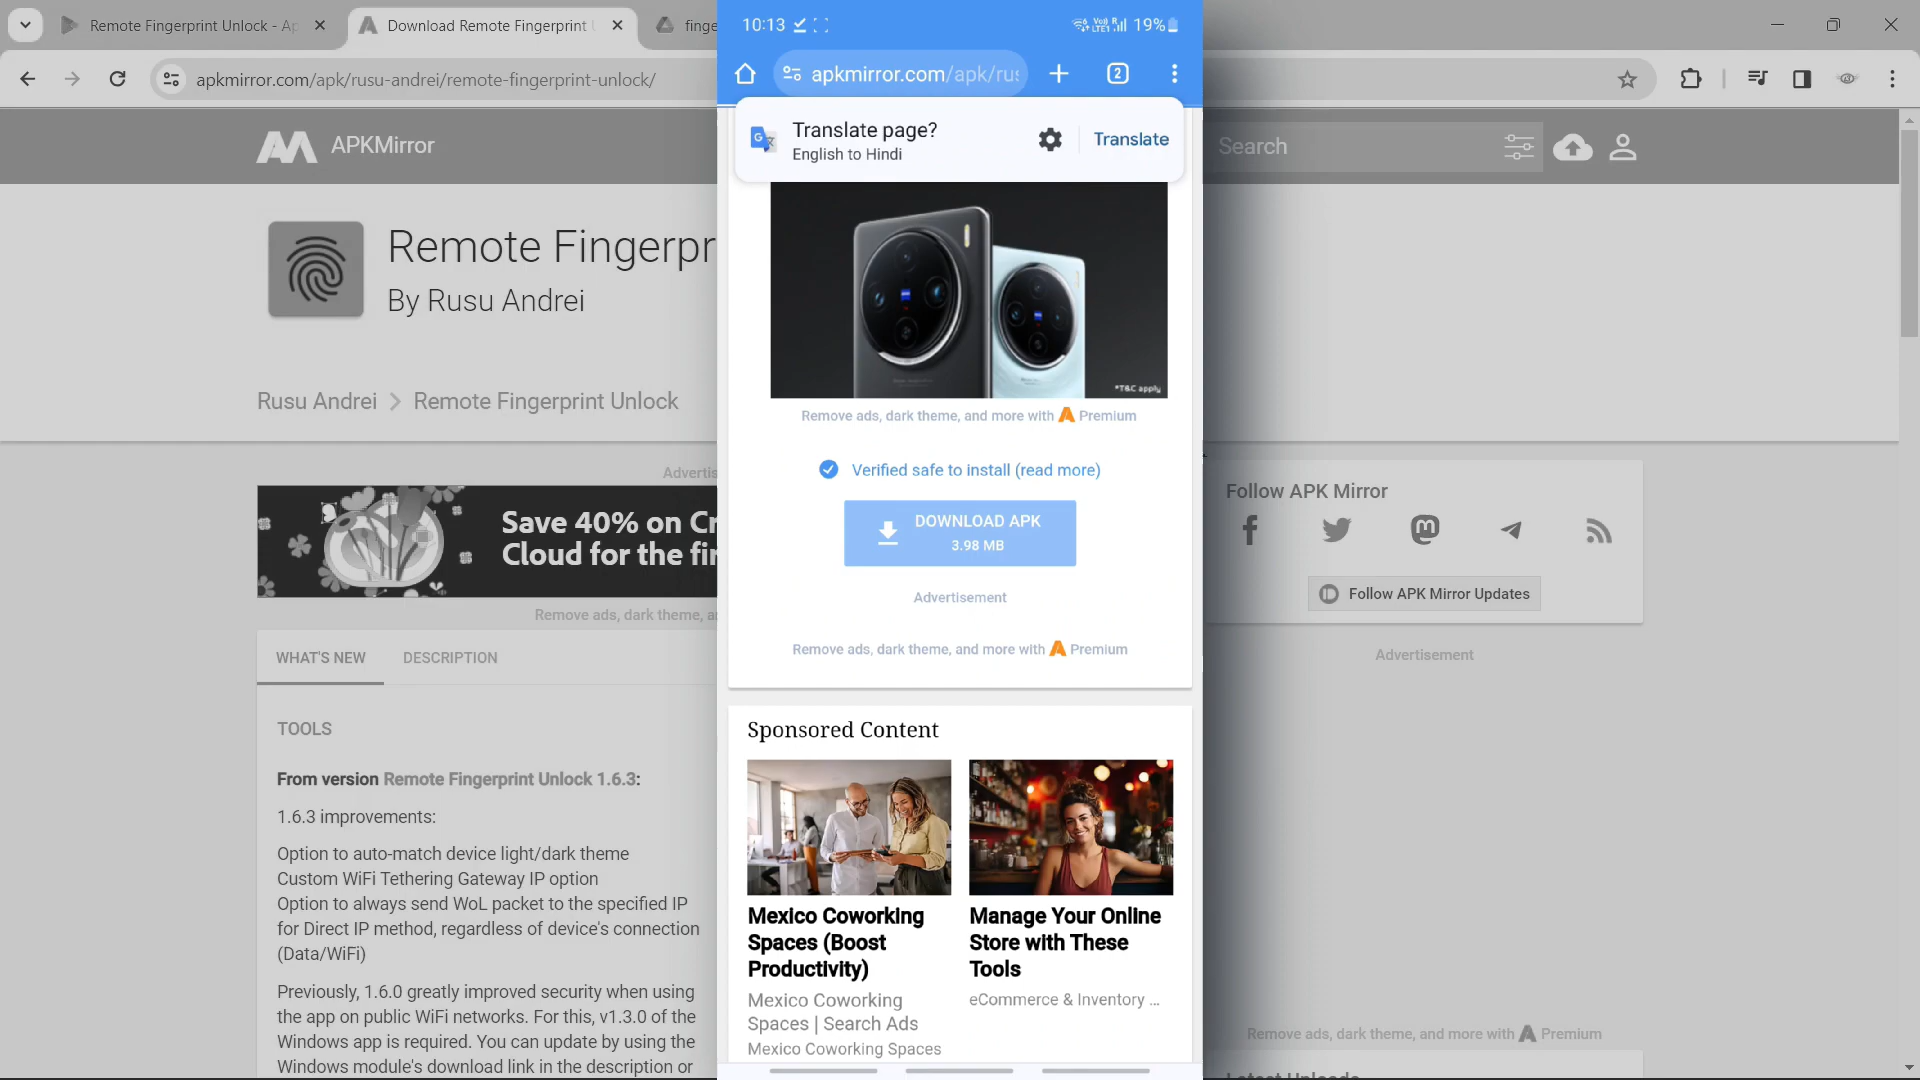 Remote Fingerprint Unlock - Ap
Download Remote Fingerprint
finge
apkmirror.com/apk/rusu-andrei/remote-fingerprint-unlock/
APKMirror
Search
Remote Fingerpr
By Rusu Andrei
Rusu Andrei
Remote Fingerprint Unlock
Advertis
Save 40% on Cr
Cloud for the fir
Remove ads, dark theme, a
WHAT'S NEW
DESCRIPTION
TOOLS
From version Remote Fingerprint Unlock 1.6.3:
1.6.3 improvements:
Option to auto-match device light/dark theme
Custom WiFi Tethering Gateway IP option
Option to always send WoL packet to the specified IP
for Direct IP method, regardless of device's connection
(Data/WiFi)
Previously, 1.6.0 greatly improved security when using
the app on public WiFi networks. For this, v1.3.0 of the
Windows app is required. You can update by using the
Windows module's download link in the description or
10:13
19%
apkmirror.com/apk/rus
2
Translate page?
English to Hindi
Translate
*T&C apply
Remove ads, dark theme, and more with Premium
Verified safe to install (read more)
DOWNLOAD APK
3.98 MB
Advertisement
Remove ads, dark theme, and more with Premium
Sponsored Content
Mexico Coworking
Spaces (Boost
Productivity)
Mexico Coworking
Spaces | Search Ads
Mexico Coworking Spaces
Manage Your Online
Store with These
Tools
eCommerce & Inventory ...
Follow APK Mirror
Follow APK Mirror Updates
Advertisement
Remove ads, dark theme, and more with Premium